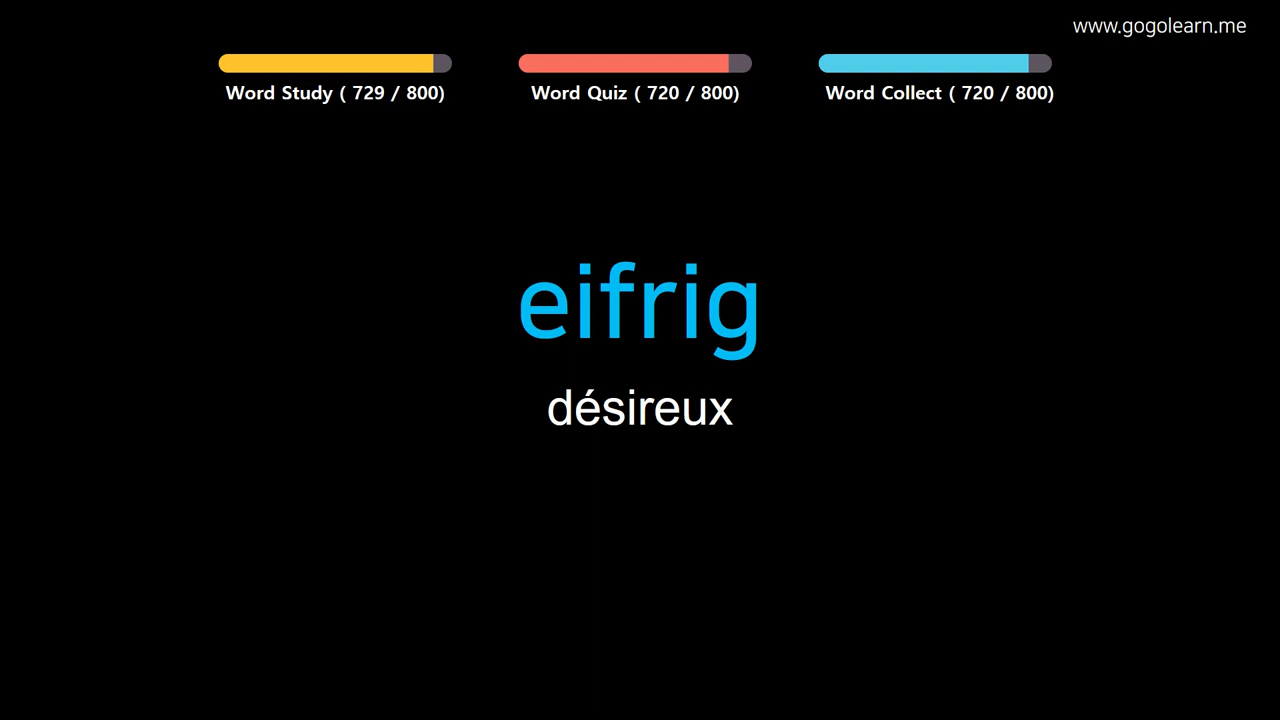 www.gogolearn.me
Word Study ( 729 / 800)
Word Quiz ( 720 / 800)
Word Collect ( 720 / 800)
eifrig
désireux